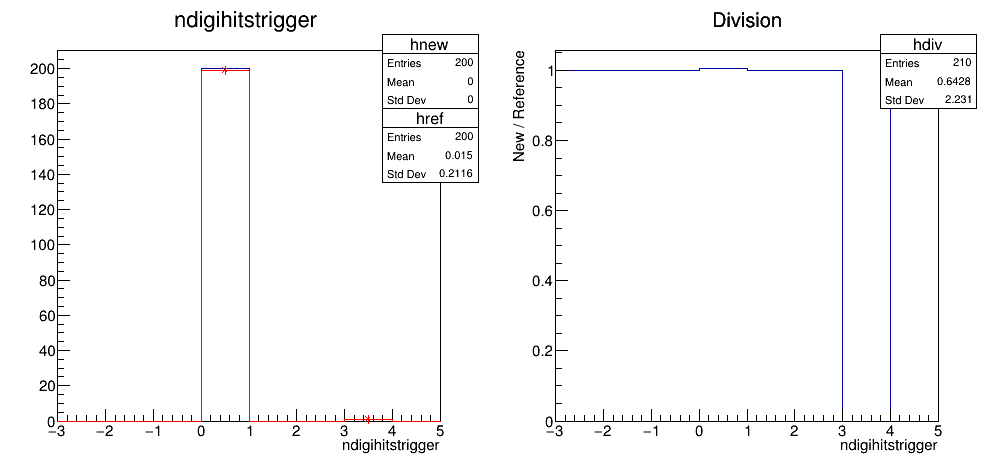 ndigihitstrigger
hnew
Entries 200
Mean 0
Std Dev 0
href
Entries 200
Mean 0.015
Std Dev 0.2116
200
180
160
140
120
100
80
60
40
20
0
−3 −2 −1 0 1 2 3 4 5
ndigihitstrigger
Division
hdiv
Entries 210
Mean 0.6428
Std Dev 2.231
New / Reference
1
0.8
0.6
0.4
0.2
0
−3 −2 −1 0 1 2 3 4 5
ndigihitstrigger